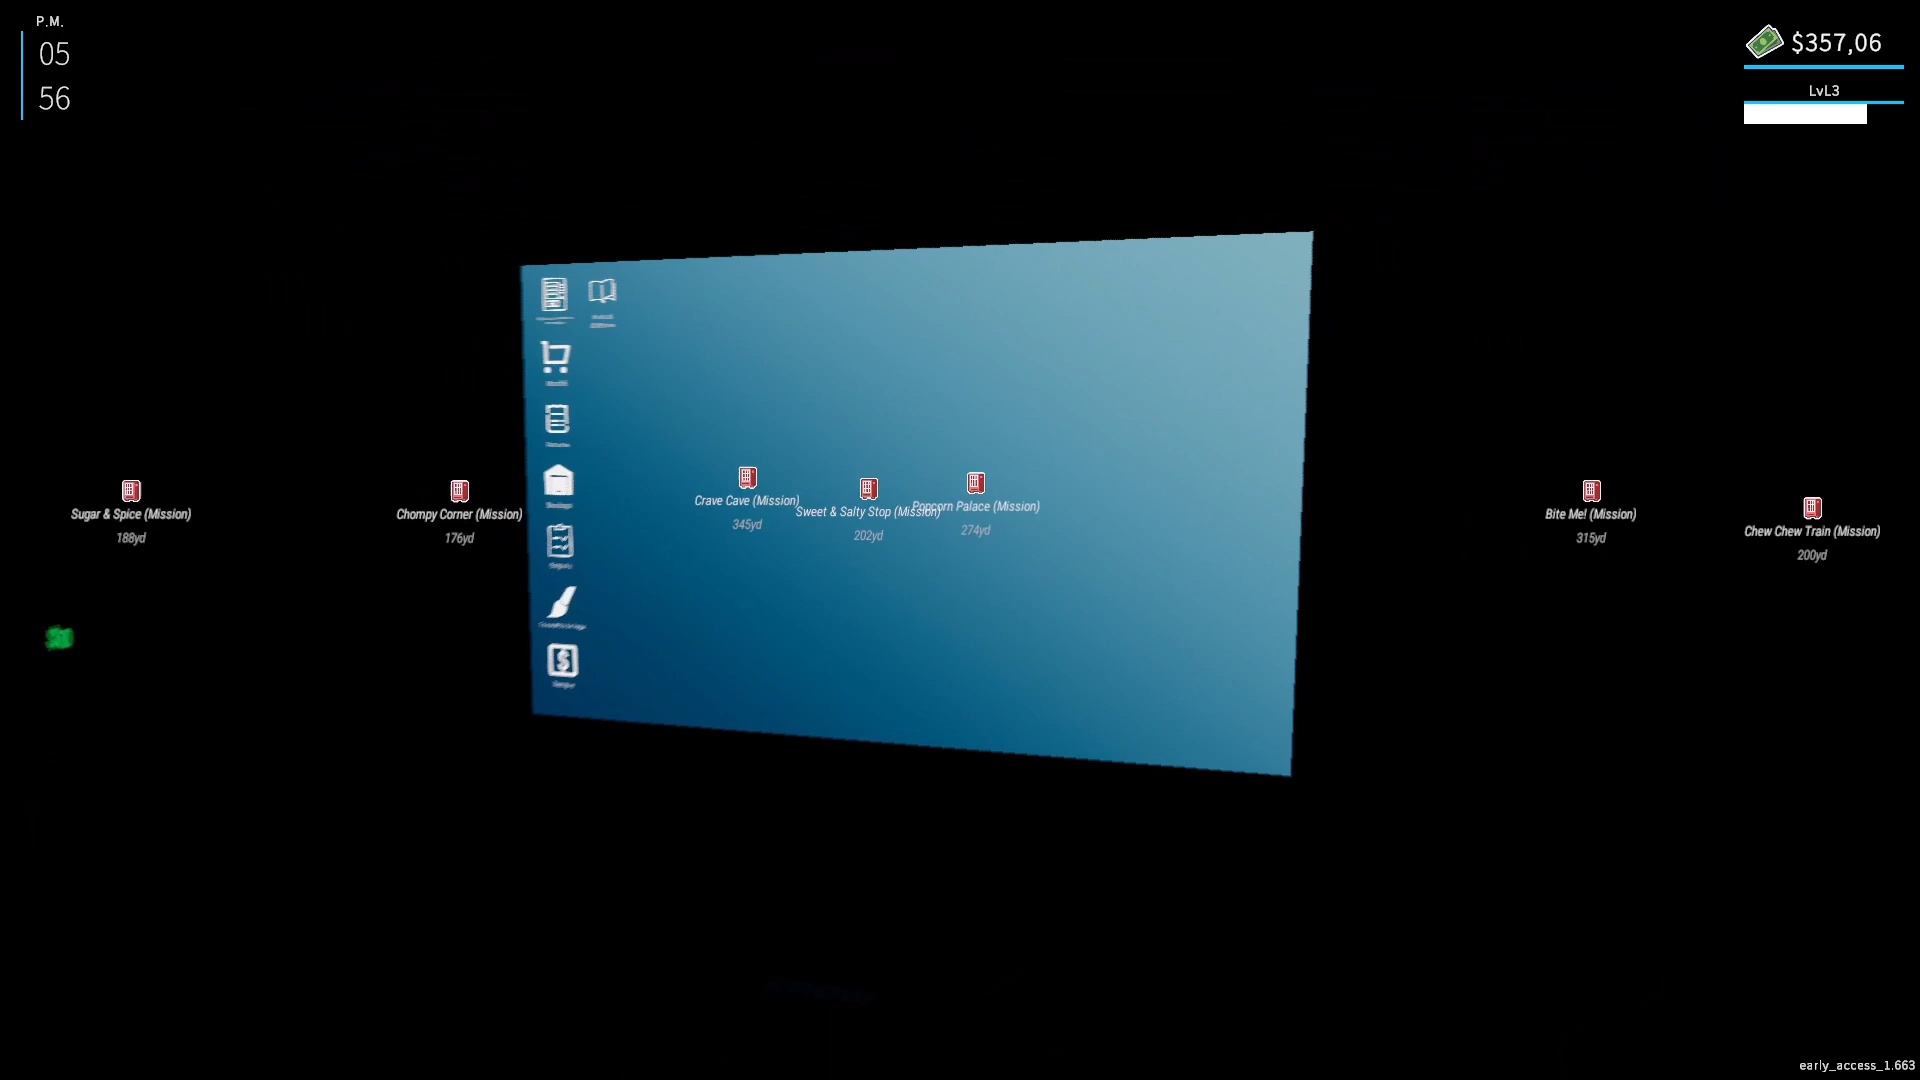 P.M.
05
56
$357,06
LvL3
Sugar & Spice (Mission)
188yd
Chompy Corner (Mission)
176yd
Crave Cave (Mission)
345yd
Sweet & Salty Stop (Mission)
202yd
Popcorn Palace (Mission)
274yd
Bite Me! (Mission)
315yd
Chew Chew Train (Mission)
200yd
early_access_1.663